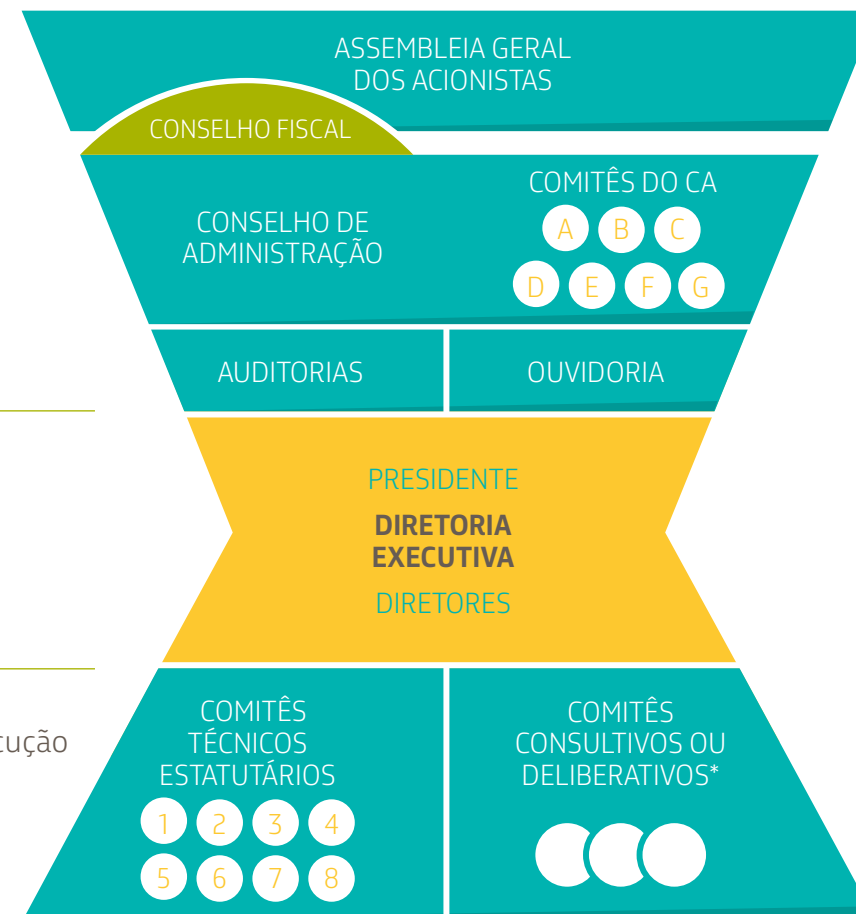 ASSEMBLEIA GERAL
DOS ACIONISTAS
CONSELHO FISCAL
CONSELHO DE
ADMINISTRAÇÃO
COMITÊS DO CA
A B C
D E F G
AUDITORIAS
OUVIDORIA
PRESIDENTE
DIRETORIA
EXECUTIVA
DIRETORES
COMITÊS
TÉCNICOS
ESTATUTÁRIOS
1 2 3 4
5 6 7 8
COMITÊS
CONSULTIVOS OU
DELIBERATIVOS*